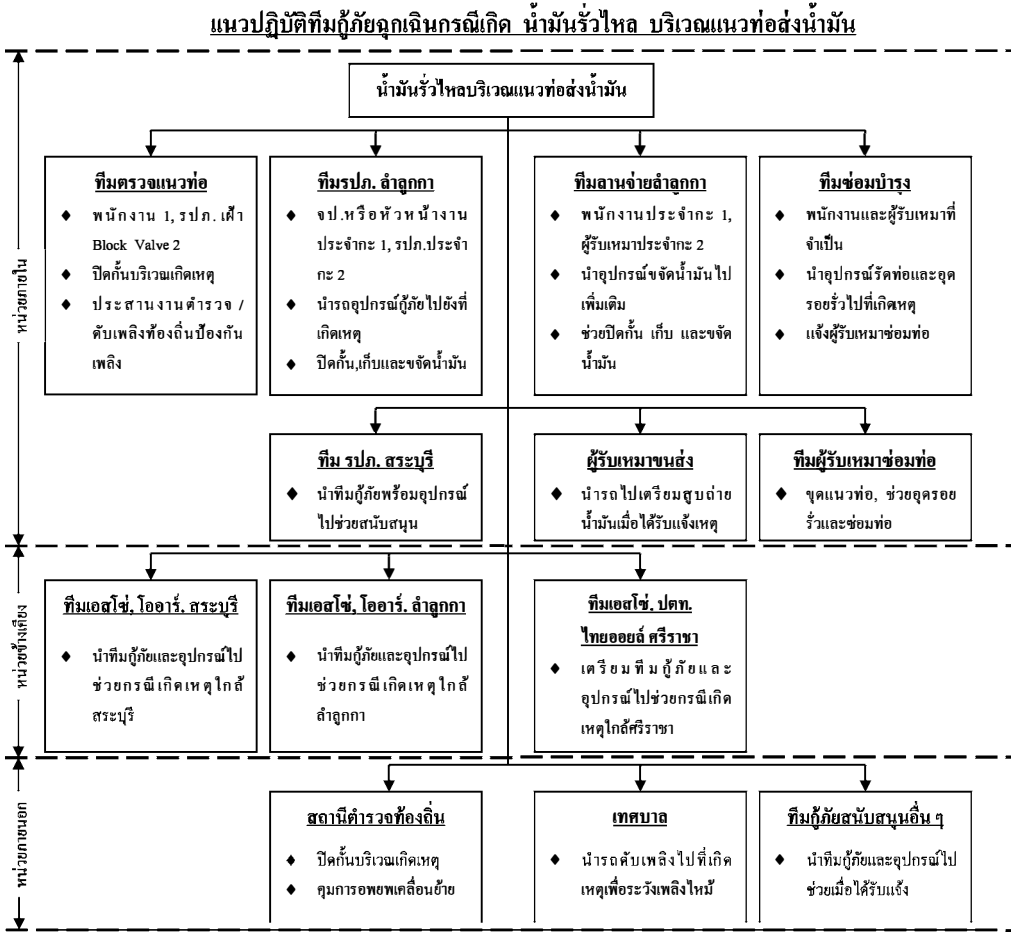 แนวปฏิบัติทีมกู้ภัยฉุกเฉินกรณีเกิด น้ำมันรั่วไหล บริเวณแนวท่อส่งน้ำมัน
น้ำมันรั่วไหลบริเวณแนวท่อส่งน้ำมัน
หน่วยภายใน
ทีมตรวจแนวท่อ
♦ พนักงาน 1, รปภ. เฝ้า
Block Valve 2
♦ ปิดกั้นบริเวณเกิดเหตุ
♦ ประสานงานตำรวจ /
ดับเพลิงท้องถิ่นป้องกัน
เพลิง
ทีมรปภ. ลำลูกกา
♦ จป.หรือหัวหน้างาน
ประจำกะ 1, รปภ.ประจำ
กะ 2
♦ นำรถอุปกรณ์กู้ภัยไปยังที่
เกิดเหตุ
♦ ปิดกั้น,เก็บและขจัดน้ำมัน
ทีมลานจ่ายลำลูกกา
♦ พนักงานประจำกะ 1,
ผู้รับเหมาประจำกะ 2
♦ นำอุปกรณ์ขจัดน้ำมันไป
เพิ่มเติม
♦ ช่วยปิดกั้น เก็บ และขจัด
น้ำมัน
ทีมซ่อมบำรุง
♦ พนักงานและผู้รับเหมาที่
จำเป็น
♦ นำอุปกรณ์รัดท่อและอุด
รอยรั่วไปที่เกิดเหตุ
♦ แจ้งผู้รับเหมาซ่อมท่อ
ทีม รปภ. สระบุรี
♦ นำทีมกู้ภัยพร้อมอุปกรณ์
ไปช่วยสนับสนุน
ผู้รับเหมาขนส่ง
♦ นำรถไปเตรียมสูบถ่าย
น้ำมันเมื่อได้รับแจ้งเหตุ
ทีมผู้รับเหมาซ่อมท่อ
♦ ขุดแนวท่อ, ช่วยอุดรอย
รั่วและซ่อมท่อ
หน่วยข้างเคียง
ทีมเอสโซ่, โออาร์. สระบุรี
♦ นำทีมกู้ภัยและอุปกรณ์ไป
ช่วยกรณีเกิดเหตุใกล้
สระบุรี
ทีมเอสโซ่, โออาร์. ลำลูกกา
♦ นำทีมกู้ภัยและอุปกรณ์ไป
ช่วยกรณีเกิดเหตุใกล้
ลำลูกกา
ทีมเอสโซ่. ปตท.
ไทยออยล์ ศรีราชา
♦ เตรียมทีมกู้ภัยและ
อุปกรณ์ไปช่วยกรณีเกิด
เหตุใกล้ศรีราชา
หน่วยภายนอก
สถานีตำรวจท้องถิ่น
♦ ปิดกั้นบริเวณเกิดเหตุ
♦ คุมการอพยพเคลื่อนย้าย
เทศบาล
♦ นำรถดับเพลิงไปที่เกิด
เหตุเพื่อระวังเพลิงไหม้
ทีมกู้ภัยสนับสนุนอื่น ๆ
♦ นำทีมกู้ภัยและอุปกรณ์ไป
ช่วยเมื่อได้รับแจ้ง